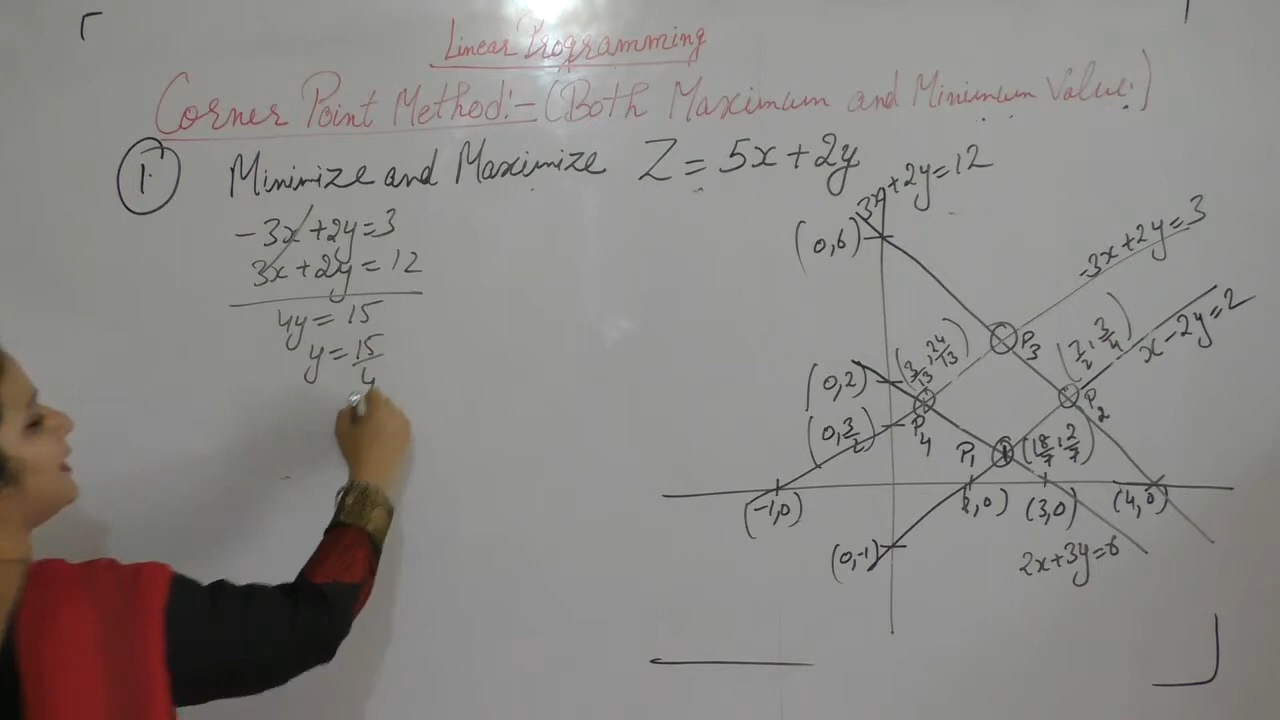 Linear Programming
Corner Point Method:- (Both Maximum and Minimum Value:)
1. Minimize and Maximize Z = 5x+2y
-3x+2y=3
3x+2y=12
4y=15
y=15/4
3x+2y=12
(0,6)
-3x+2y=3
P3
(7/2, 3/4)
x-2y=2
(0,2)
(3/13, 24/13)
P2
(0,3/2)
P4
P1
(18/7, 2/7)
(-1,0)
(2,0)
(3,0)
(4,0)
(0,-1)
2x+3y=6